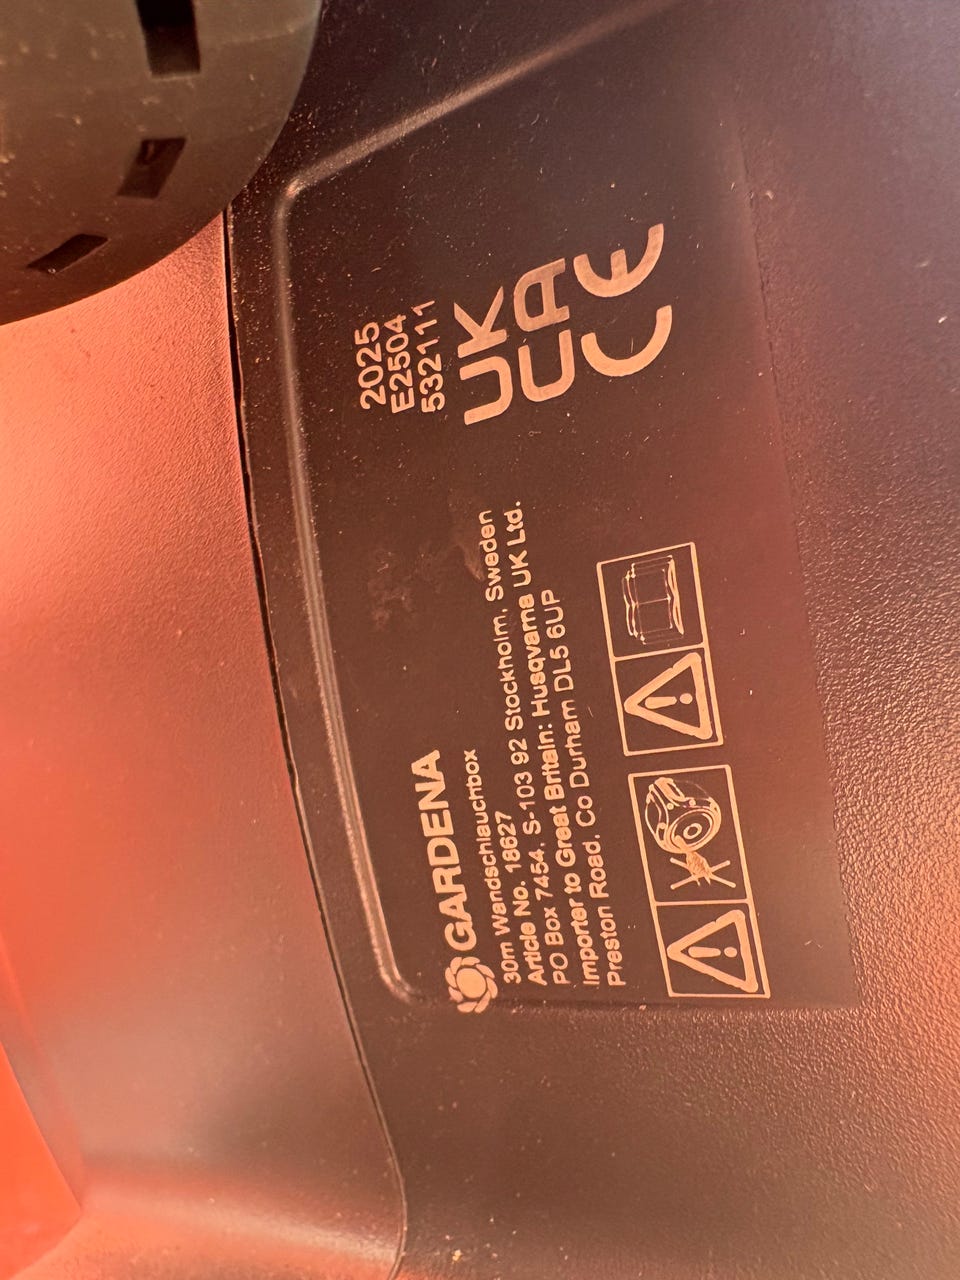 GARDENA
30m Wandschlauchbox
Article No. 18627
PO Box 7454, S-103 92 Stockholm, Sweden
Importer to Great Britain: Husqvarna UK Ltd.
Preston Road, Co Durham DL5 6UP
2025
E2504
532111
UK
CA
CE